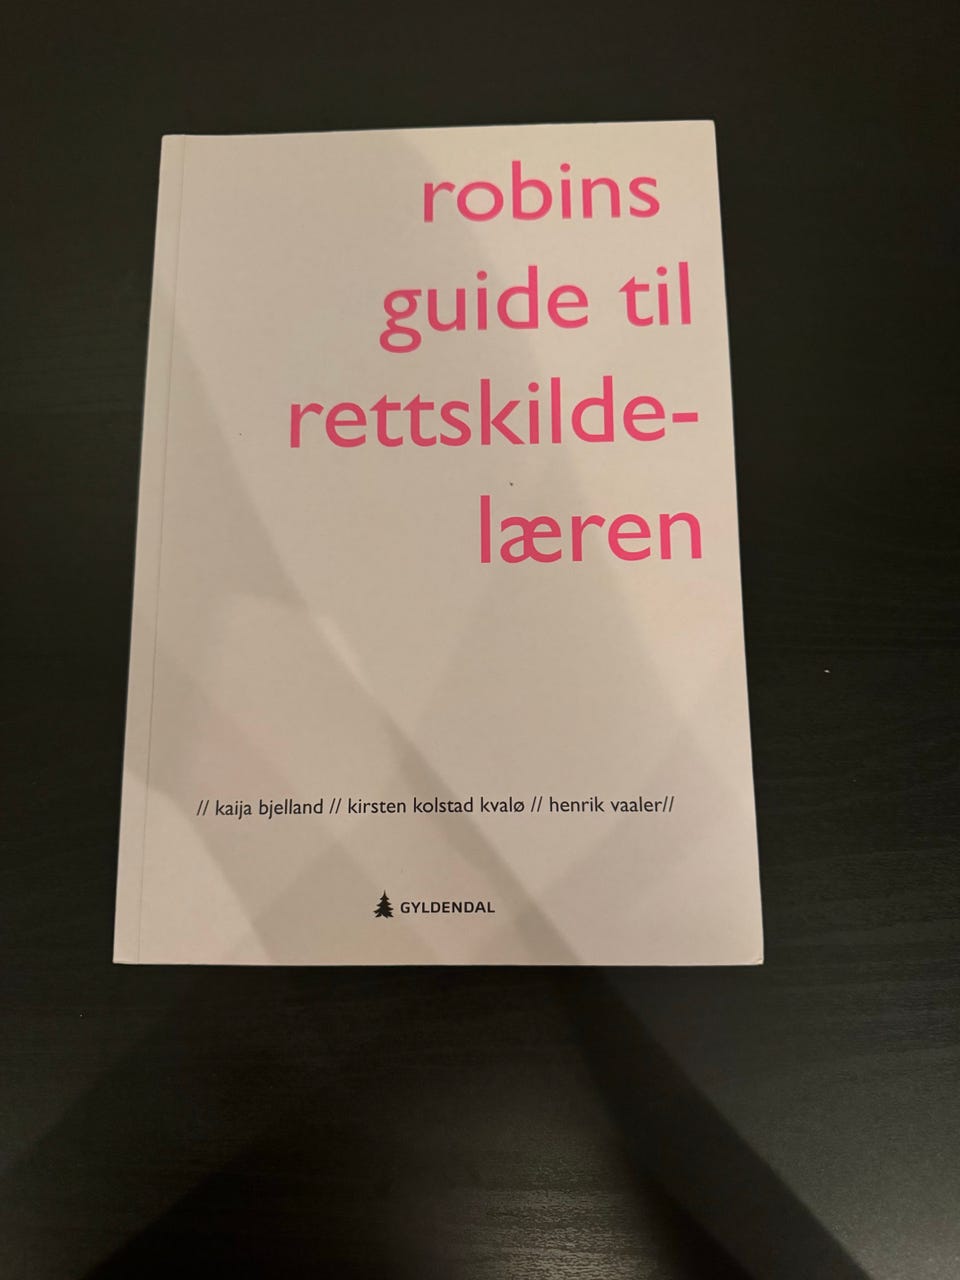 robins
guide til
rettskilde-
læren
// kaija bjelland // kirsten kolstad kvalø // henrik vaaler//
GYLDENDAL